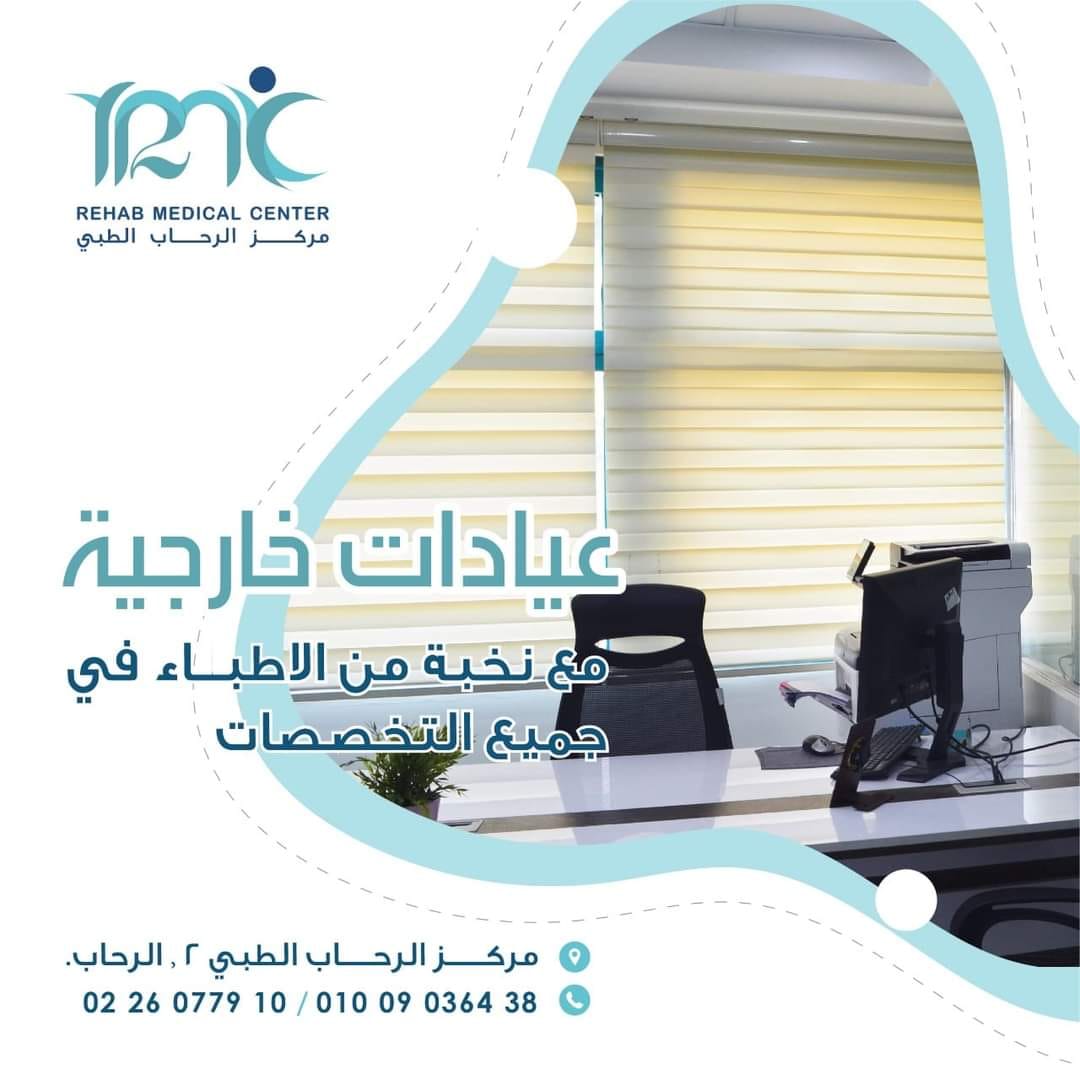 RMC
REHAB MEDICAL CENTER
مركز الرحاب الطبي
عيادات خارجية
مع نخبة من الاطباء في
جميع التخصصات
مركز الرحاب الطبي ٢ , الرحاب.
02 26 0779 10 / 010 09 0364 38